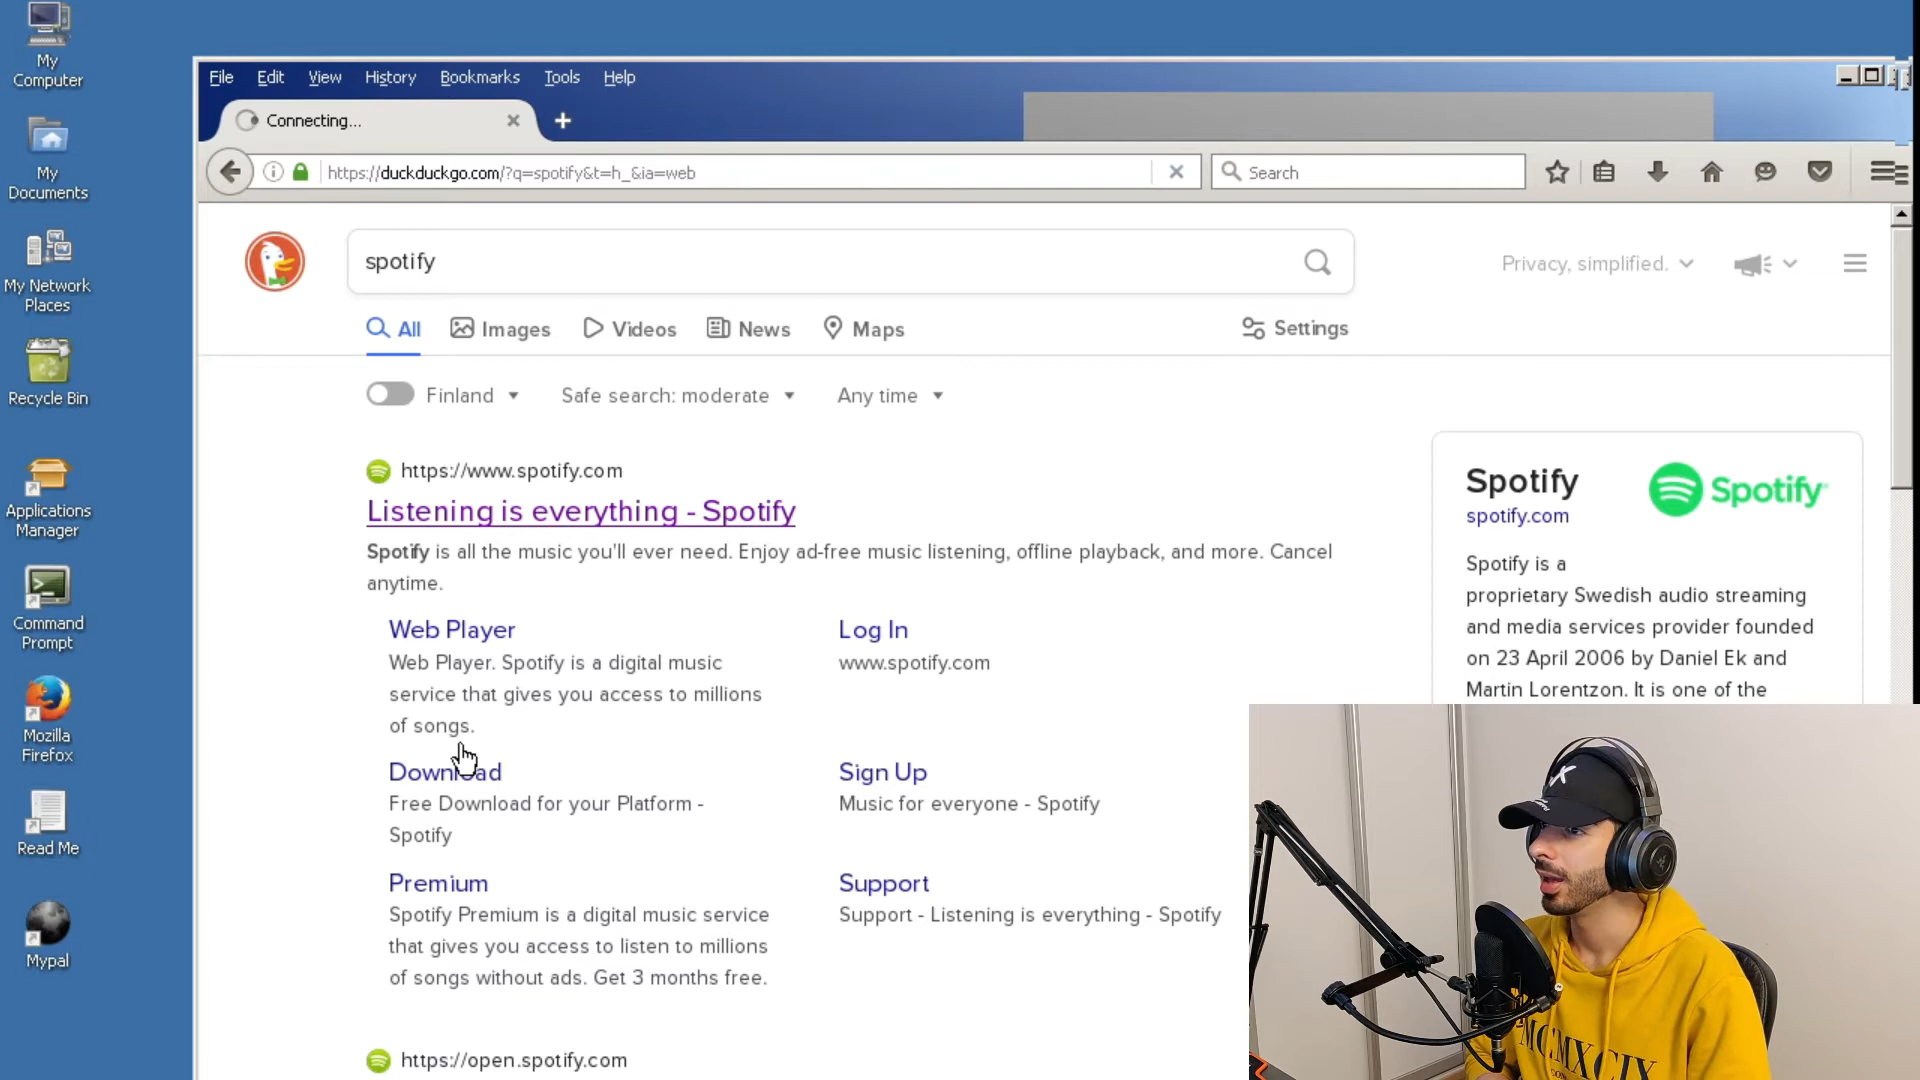 My
Computer
My
Documents
My Network
Places
Recycle Bin
Applications
Manager
Command
Prompt
Mozilla
Firefox
Read Me
Mypal
File Edit View History Bookmarks Tools Help
Connecting...
https://duckduckgo.com/?q=spotify&t=h_&ia=web
Search
spotify
Privacy, simplified.
All Images Videos News Maps Settings
Finland Safe search: moderate Any time
https://www.spotify.com
Listening is everything - Spotify
Spotify is all the music you'll ever need. Enjoy ad-free music listening, offline playback, and more. Cancel
anytime.
Web Player
Web Player. Spotify is a digital music
service that gives you access to millions
of songs.
Log In
www.spotify.com
Download
Free Download for your Platform -
Spotify
Sign Up
Music for everyone - Spotify
Premium
Spotify Premium is a digital music service
that gives you access to listen to millions
of songs without ads. Get 3 months free.
Support
Support - Listening is everything - Spotify
https://open.spotify.com
Spotify
Spotify
spotify.com
Spotify is a
proprietary Swedish audio streaming
and media services provider founded
on 23 April 2006 by Daniel Ek and
Martin Lorentzon. It is one of the
MCMXCIX